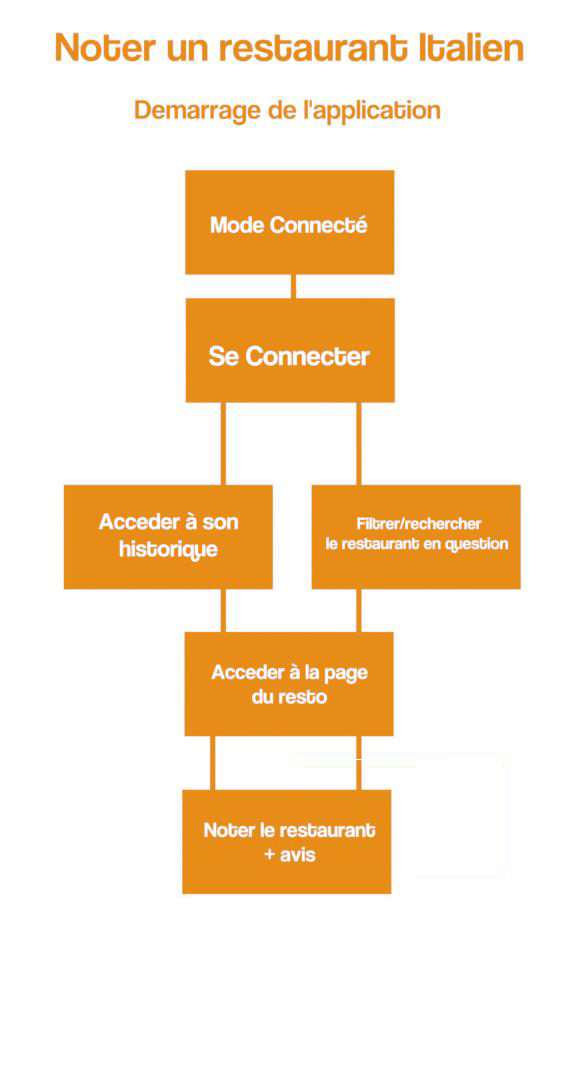 Noter un restaurant Italien
Demarrage de l'application
Mode Connecté
Se Connecter
Acceder à son
historique
Filtrer/rechercher
le restaurant en question
Acceder à la page
du resto
Noter le restaurant
+ avis